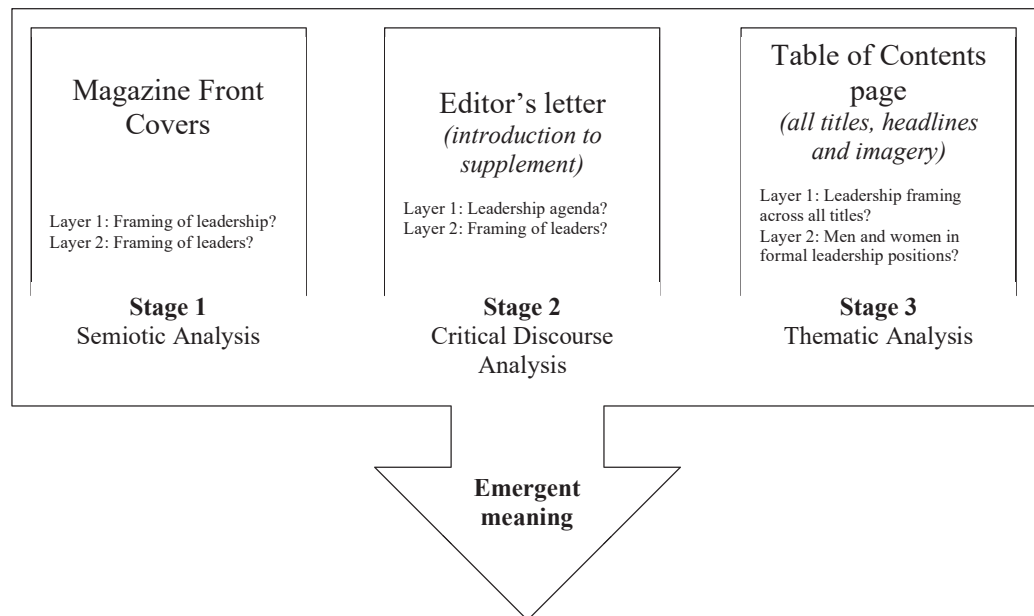 Magazine Front
Covers
Layer 1: Framing of leadership?
Layer 2: Framing of leaders?
Stage 1
Semiotic Analysis
Editor’s letter
(introduction to
supplement)
Layer 1: Leadership agenda?
Layer 2: Framing of leaders?
Stage 2
Critical Discourse
Analysis
Table of Contents
page
(all titles, headlines
and imagery)
Layer 1: Leadership framing
across all titles?
Layer 2: Men and women in
formal leadership positions?
Stage 3
Thematic Analysis
Emergent
meaning